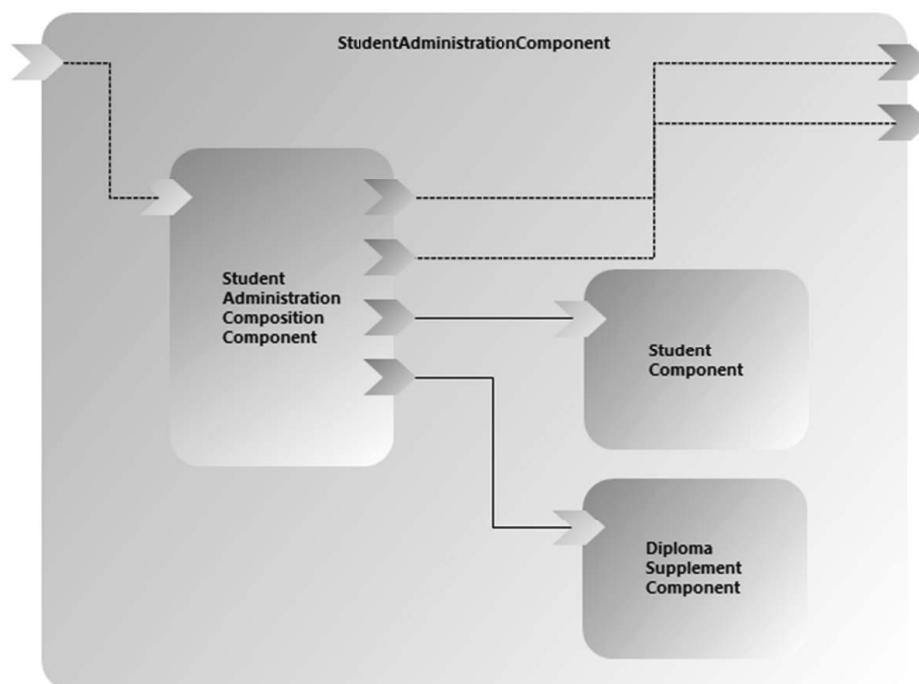 StudentAdministrationComponent
Student
Administration
Composition
Component
Student
Component
Diploma
Supplement
Component